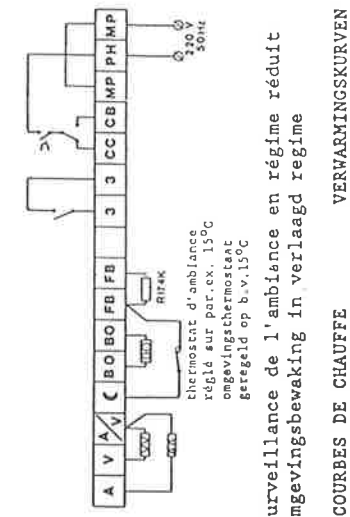 A V A/V ☾ BO BO FB FB 3 3 CC CB MP PH MP
R174K
220 V
50Hz
thermostat d'ambiance
réglé sur par.ex. 15°C
omgevingsthermostaat
geregeld op b.v.15°C
urveillance de l'ambiance en régime réduit
mgevingsbewaking in verlaagd regime
COURBES DE CHAUFFE VERWARMINGSKURVEN